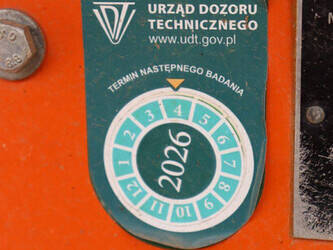 URZĄD DOZORU
TECHNICZNEGO
www.udt.gov.pl
TERMIN NASTĘPNEGO BADANIA
1 2 3 4 5 6 7 8 9 10 11 12
2026